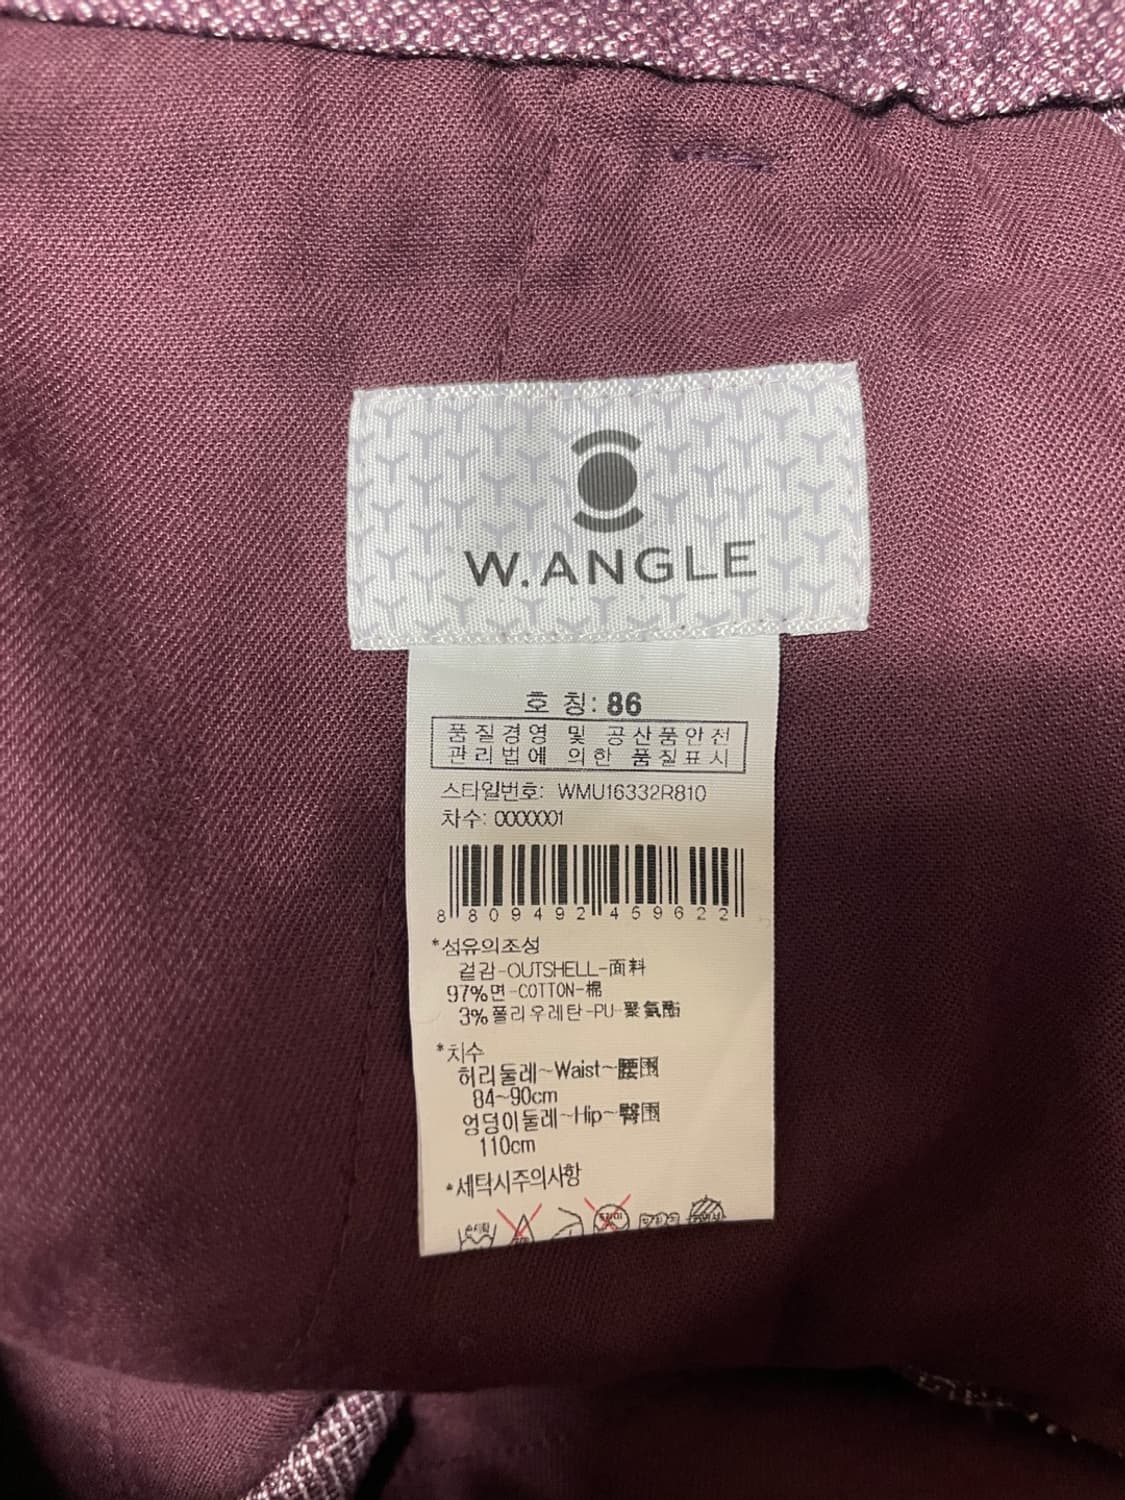 W.ANGLE
호 칭: 86
품질경영 및 공산품안전
관리법에 의한 품질표시
스타일번호: WMU16332R810
차수: 0000001
8 809492 459622
*섬유의조성
겉감-OUTSHELL-面料
97%면-COTTON-棉
3%폴리우레탄-PU-聚氨酯
*치수
허리둘레~Waist~腰围
84~90cm
엉덩이둘레~Hip~臀围
110cm
*세탁시주의사항
손세탁